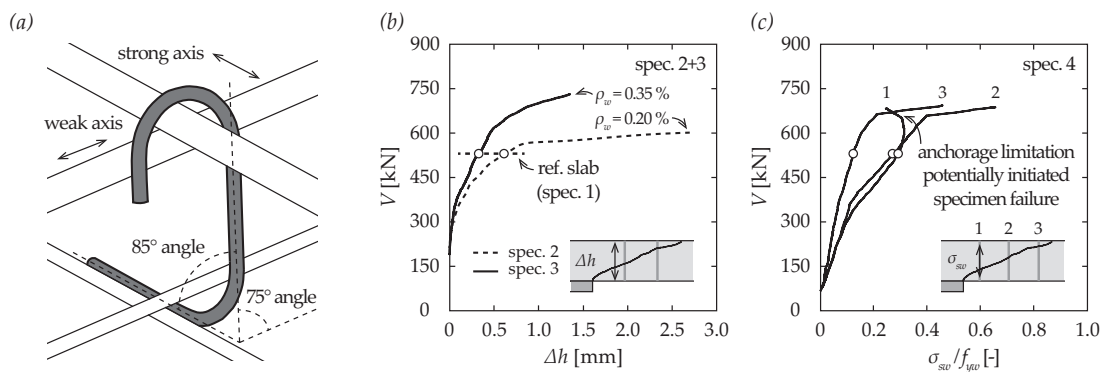 (a)
strong axis
weak axis
85° angle
75° angle
(b)
900
750
600
450
300
150
0
V [kN]
spec. 2+3
ρw = 0.35 %
ρw = 0.20 %
ref. slab
(spec. 1)
spec. 2
spec. 3
Δh
0 0.5 1.0 1.5 2.0 2.5 3.0
Δh [mm]
(c)
900
750
600
450
300
150
0
V [kN]
spec. 4
1 3 2
anchorage limitation
potentially initiated
specimen failure
1 2 3
σsw
0 0.2 0.4 0.6 0.8 1.0
σsw/fyw [-]